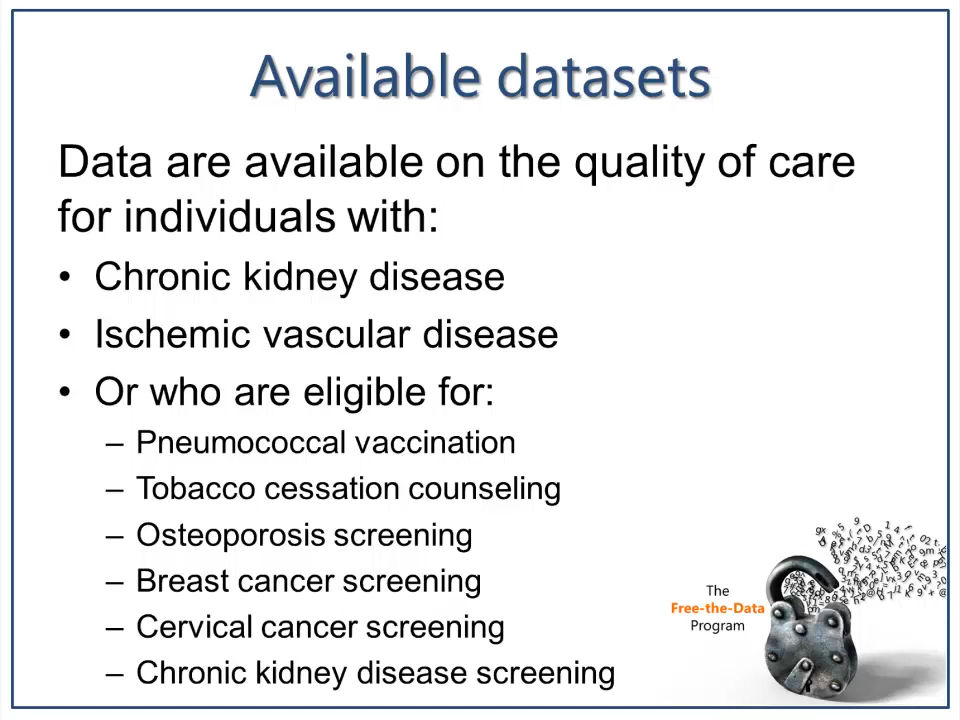 Available datasets
Data are available on the quality of care
for individuals with:
• Chronic kidney disease
• Ischemic vascular disease
• Or who are eligible for:
– Pneumococcal vaccination
– Tobacco cessation counseling
– Osteoporosis screening
– Breast cancer screening
– Cervical cancer screening
– Chronic kidney disease screening
The
Free-the-Data
Program